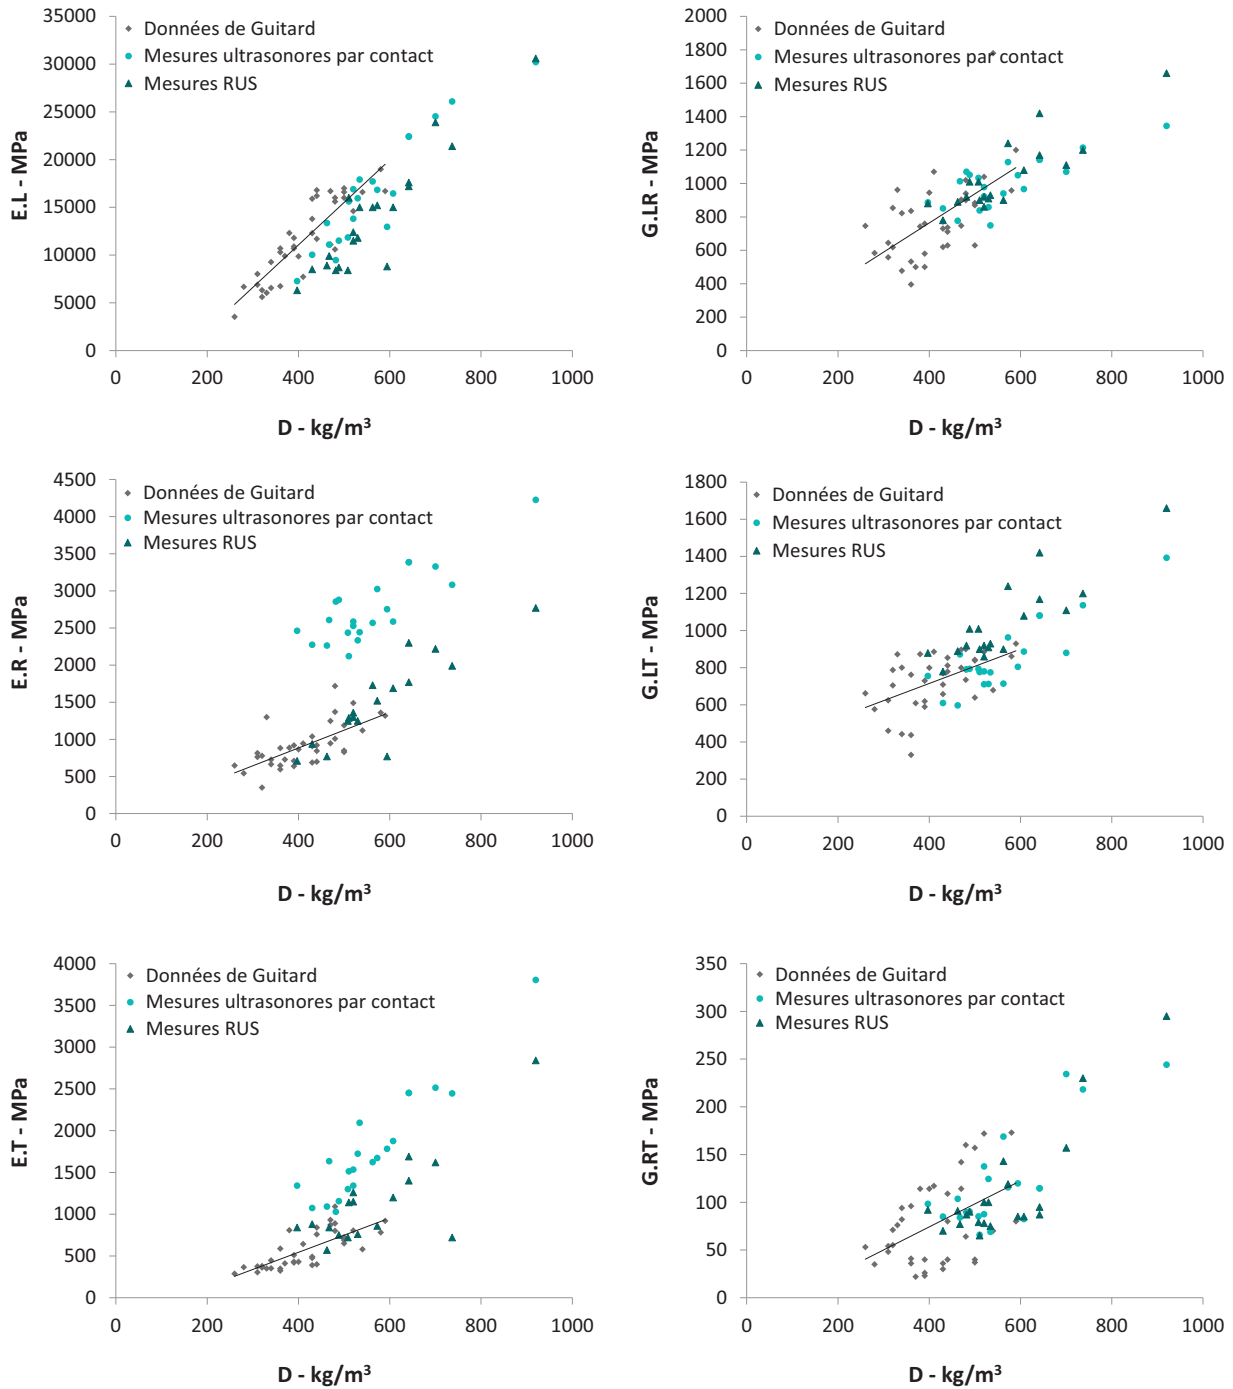 35000
30000
25000
20000
15000
10000
5000
0
0 200 400 600 800 1000
E.L - MPa
D - kg/m³
Données de Guitard
Mesures ultrasonores par contact
Mesures RUS
2000
1800
1600
1400
1200
1000
800
600
400
200
0
0 200 400 600 800 1000
G.LR - MPa
D - kg/m³
Données de Guitard
Mesures ultrasonores par contact
Mesures RUS
4500
4000
3500
3000
2500
2000
1500
1000
500
0
0 200 400 600 800 1000
E.R - MPa
D - kg/m³
Données de Guitard
Mesures ultrasonores par contact
Mesures RUS
1800
1600
1400
1200
1000
800
600
400
200
0
0 200 400 600 800 1000
G.LT - MPa
D - kg/m³
Données de Guitard
Mesures ultrasonores par contact
Mesures RUS
4000
3500
3000
2500
2000
1500
1000
500
0
0 200 400 600 800 1000
E.T - MPa
D - kg/m³
Données de Guitard
Mesures ultrasonores par contact
Mesures RUS
350
300
250
200
150
100
50
0
0 200 400 600 800 1000
G.RT - MPa
D - kg/m³
Données de Guitard
Mesures ultrasonores par contact
Mesures RUS